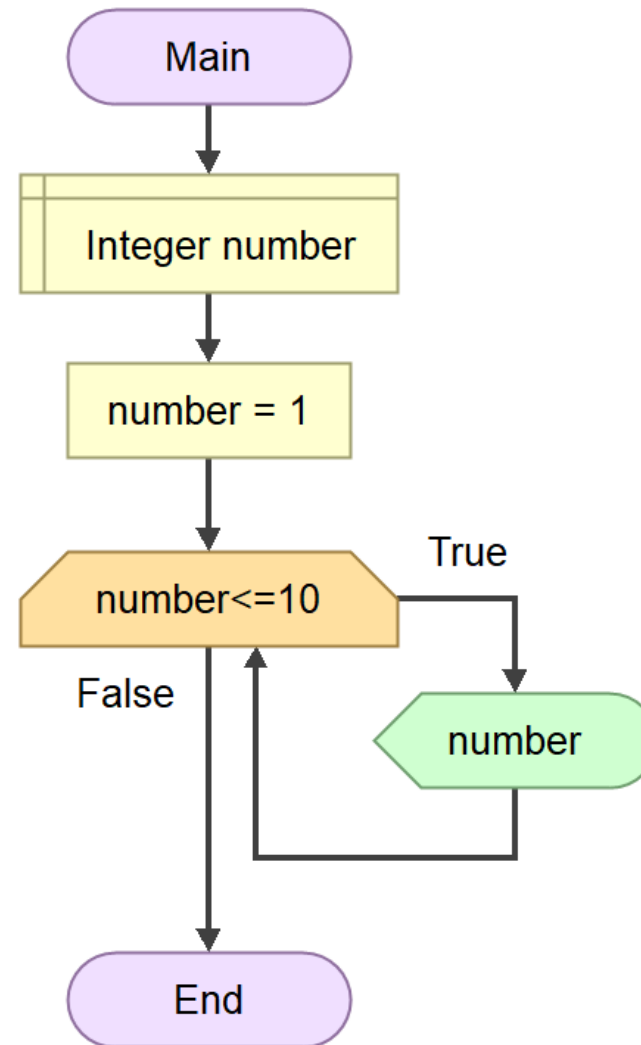 Main
Integer number
number = 1
number<=10
True
False
number
End